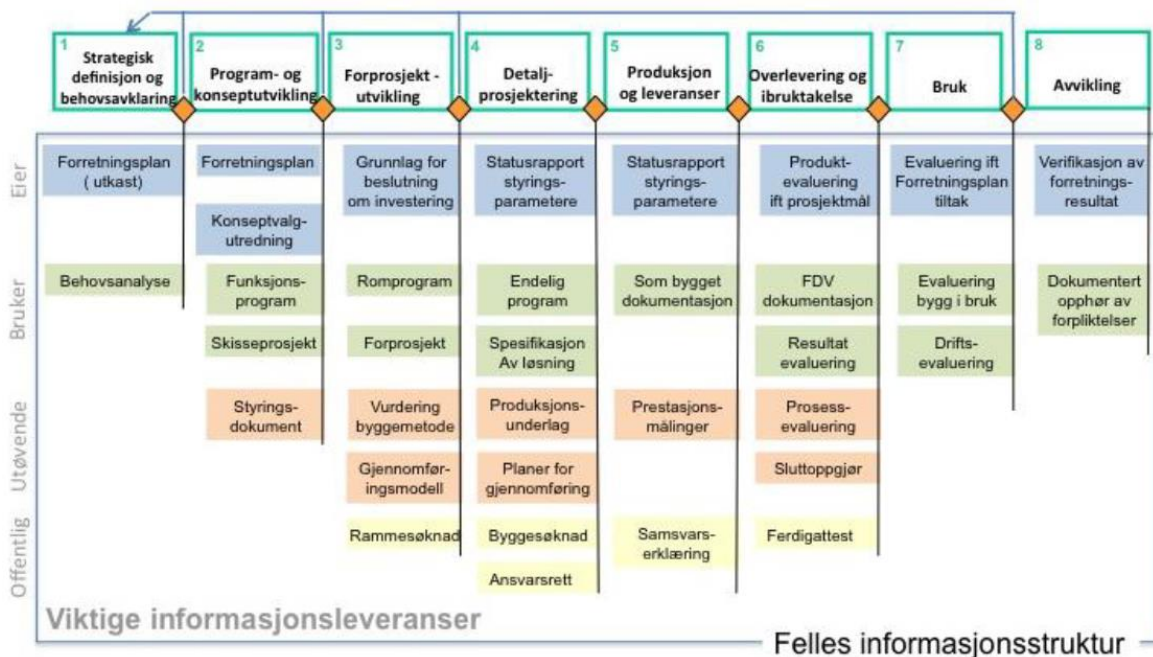 1
Strategisk
definisjon og
behovsavklaring
2
Program- og
konseptutvikling
3
Forprosjekt -
utvikling
4
Detalj-
prosjektering
5
Produksjon
og leveranser
6
Overlevering og
ibruktakelse
7
Bruk
8
Avvikling
Eier
Forretningsplan
( utkast)
Forretningsplan
Konseptvalg-
utredning
Grunnlag for
beslutning
om investering
Statusrapport
styrings-
parametere
Statusrapport
styrings-
parametere
Produkt-
evaluering
ift prosjektmål
Evaluering ift
Forretningsplan
tiltak
Verifikasjon av
forretnings-
resultat
Bruker
Behovsanalyse
Funksjons-
program
Skisseprosjekt
Romprogram
Forprosjekt
Endelig
program
Spesifikasjon
Av løsning
Som bygget
dokumentasjon
FDV
dokumentasjon
Resultat
evaluering
Evaluering
bygg i bruk
Drifts-
evaluering
Dokumentert
opphør av
forpliktelser
Utøvende
Styrings-
dokument
Vurdering
byggemetode
Gjennomfør-
ingsmodell
Produksjons-
underlag
Planer for
gjennomføring
Prestasjons-
målinger
Prosess-
evaluering
Sluttoppgjør
Offentlig
Rammesøknad
Byggesøknad
Ansvarsrett
Samsvars-
erklæring
Ferdigattest
Viktige informasjonsleveranser
Felles informasjonsstruktur